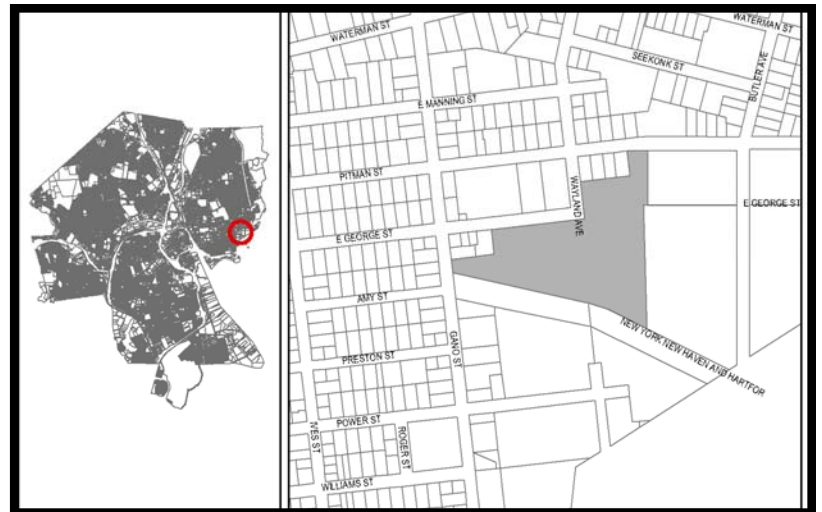 WATERMAN ST
WATERMAN ST
SEEKONK ST
BUTLER AVE
E MANNING ST
PITMAN ST
WAYLAND AVE
E GEORGE ST
E GEORGE ST
AMY ST
GANO ST
NEW YORK NEW HAVEN AND HARTFOR
PRESTON ST
POWER ST
IVES ST
ROGER ST
WILLIAMS ST